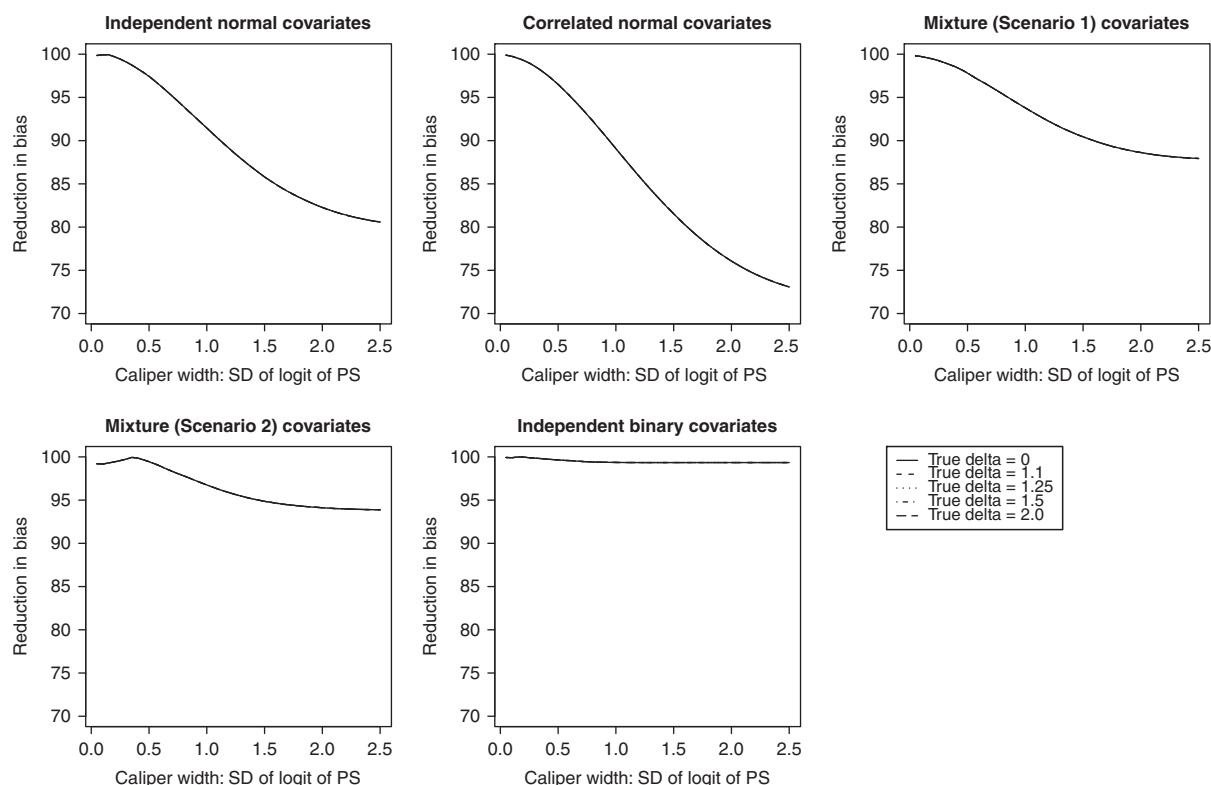 Independent normal covariates
Reduction in bias
100
95
90
85
80
75
70
0.0 0.5 1.0 1.5 2.0 2.5
Caliper width: SD of logit of PS
Correlated normal covariates
Reduction in bias
100
95
90
85
80
75
70
0.0 0.5 1.0 1.5 2.0 2.5
Caliper width: SD of logit of PS
Mixture (Scenario 1) covariates
Reduction in bias
100
95
90
85
80
75
70
0.0 0.5 1.0 1.5 2.0 2.5
Caliper width: SD of logit of PS
Mixture (Scenario 2) covariates
Reduction in bias
100
95
90
85
80
75
70
0.0 0.5 1.0 1.5 2.0 2.5
Caliper width: SD of logit of PS
Independent binary covariates
Reduction in bias
100
95
90
85
80
75
70
0.0 0.5 1.0 1.5 2.0 2.5
Caliper width: SD of logit of PS
True delta = 0
True delta = 1.1
True delta = 1.25
True delta = 1.5
True delta = 2.0